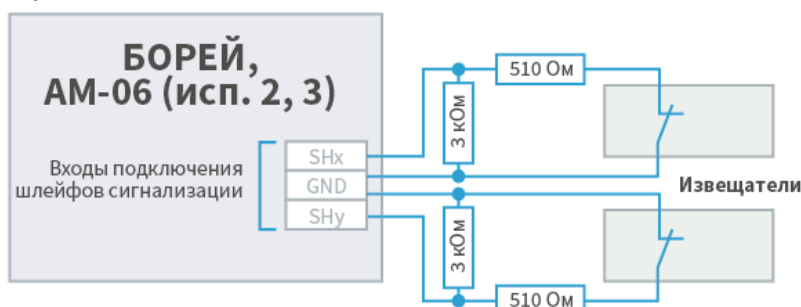 БОРЕЙ,
АМ-06 (исп. 2, 3)
Входы подключения
шлейфов сигнализации
SHx
GND
SHy
510 Ом
3 кОм
Извещатели
3 кОм
510 Ом